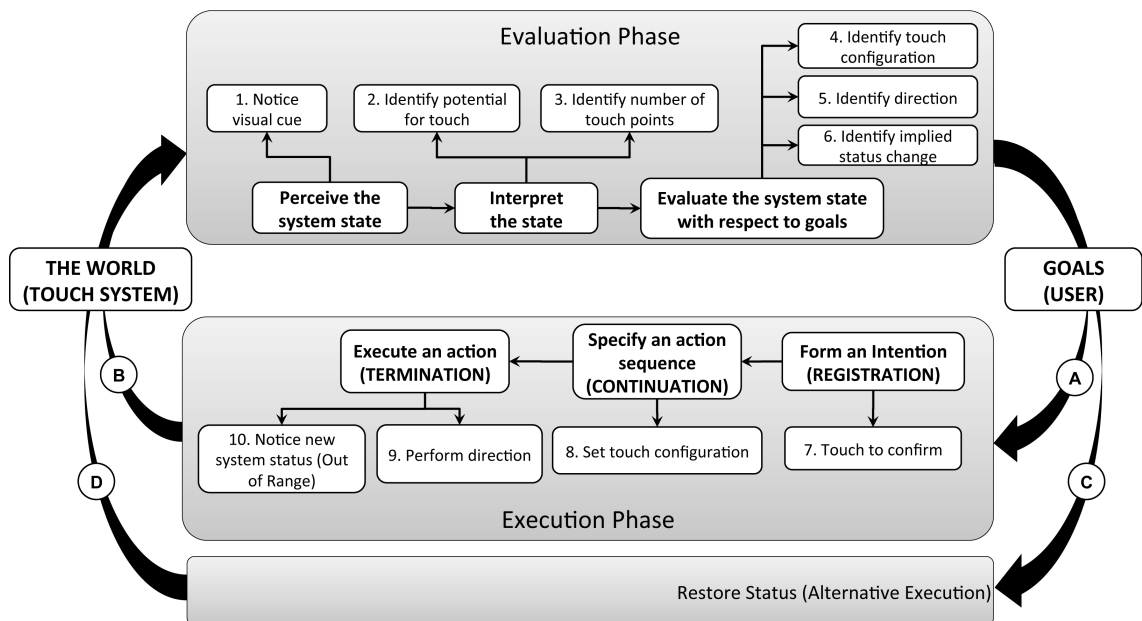 Evaluation Phase
1. Notice
visual cue
2. Identify potential
for touch
3. Identify number of
touch points
4. Identify touch
configuration
5. Identify direction
6. Identify implied
status change
Perceive the
system state
Interpret
the state
Evaluate the system state
with respect to goals
THE WORLD
(TOUCH SYSTEM)
GOALS
(USER)
Execute an action
(TERMINATION)
Specify an action
sequence
(CONTINUATION)
Form an Intention
(REGISTRATION)
B
A
10. Notice new
system status (Out
of Range)
9. Perform direction
8. Set touch configuration
7. Touch to confirm
D
C
Execution Phase
Restore Status (Alternative Execution)